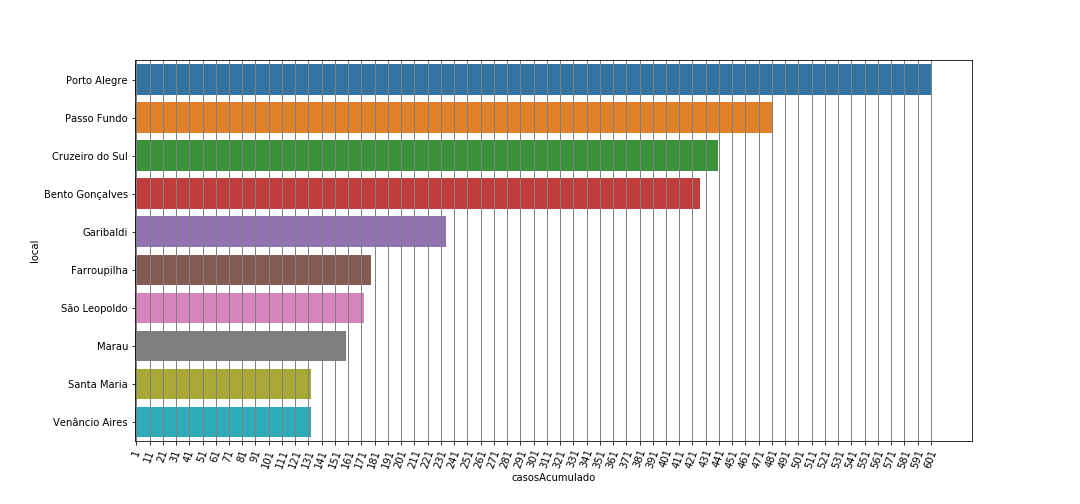 Porto Alegre
Passo Fundo
Cruzeiro do Sul
Bento Gonçalves
Garibaldi
Farroupilha
São Leopoldo
Marau
Santa Maria
Venâncio Aires
local
1 11 21 31 41 51 61 71 81 91 101 111 121 131 141 151 161 171 181 191 201 211 221 231 241 251 261 271 281 291 301 311 321 331 341 351 361 371 381 391 401 411 421 431 441 451 461 471 481 491 501 511 521 531 541 551 561 571 581 591 601
casosAcumulado